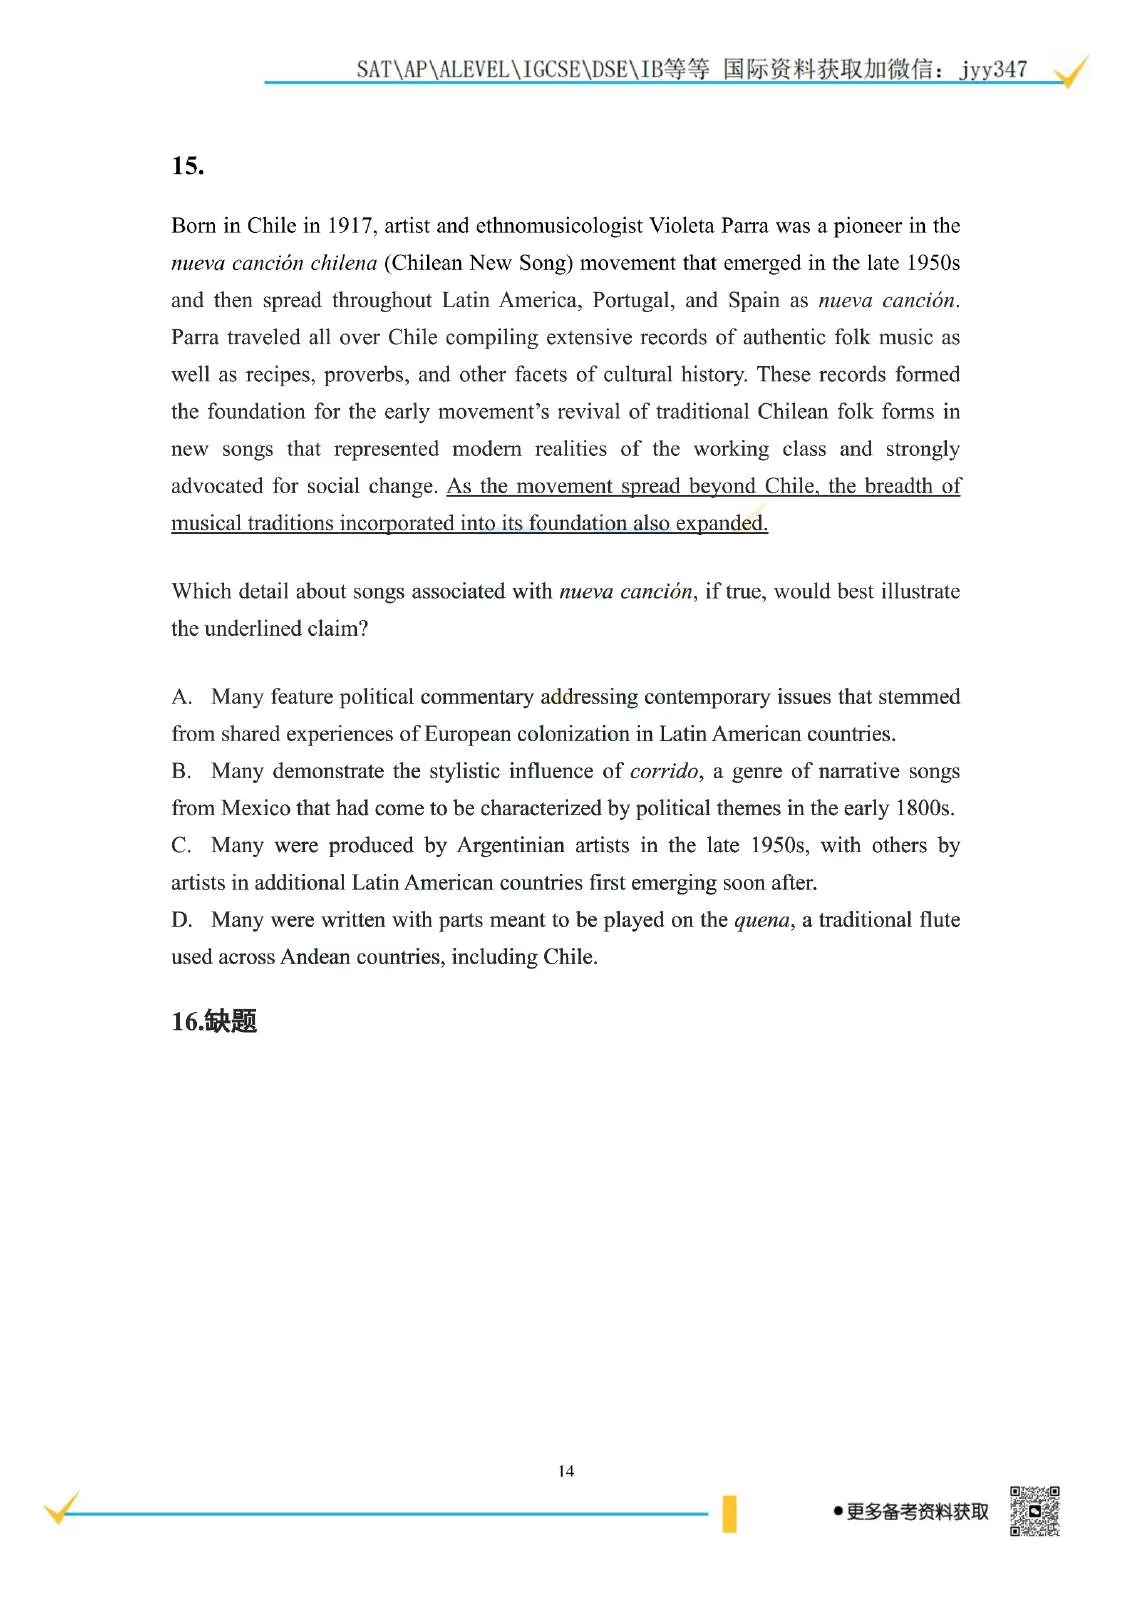 SAT\AP\ALEVEL\IGCSE\DSE\IB等等 国际资料获取加微信：jyy347
15.
Born in Chile in 1917, artist and ethnomusicologist Violeta Parra was a pioneer in the
nueva canción chilena (Chilean New Song) movement that emerged in the late 1950s
and then spread throughout Latin America, Portugal, and Spain as nueva canción.
Parra traveled all over Chile compiling extensive records of authentic folk music as
well as recipes, proverbs, and other facets of cultural history. These records formed
the foundation for the early movement’s revival of traditional Chilean folk forms in
new songs that represented modern realities of the working class and strongly
advocated for social change. As the movement spread beyond Chile, the breadth of
musical traditions incorporated into its foundation also expanded.
Which detail about songs associated with nueva canción, if true, would best illustrate
the underlined claim?
A. Many feature political commentary addressing contemporary issues that stemmed
from shared experiences of European colonization in Latin American countries.
B. Many demonstrate the stylistic influence of corrido, a genre of narrative songs
from Mexico that had come to be characterized by political themes in the early 1800s.
C. Many were produced by Argentinian artists in the late 1950s, with others by
artists in additional Latin American countries first emerging soon after.
D. Many were written with parts meant to be played on the quena, a traditional flute
used across Andean countries, including Chile.
16.缺题
14
●更多备考资料获取